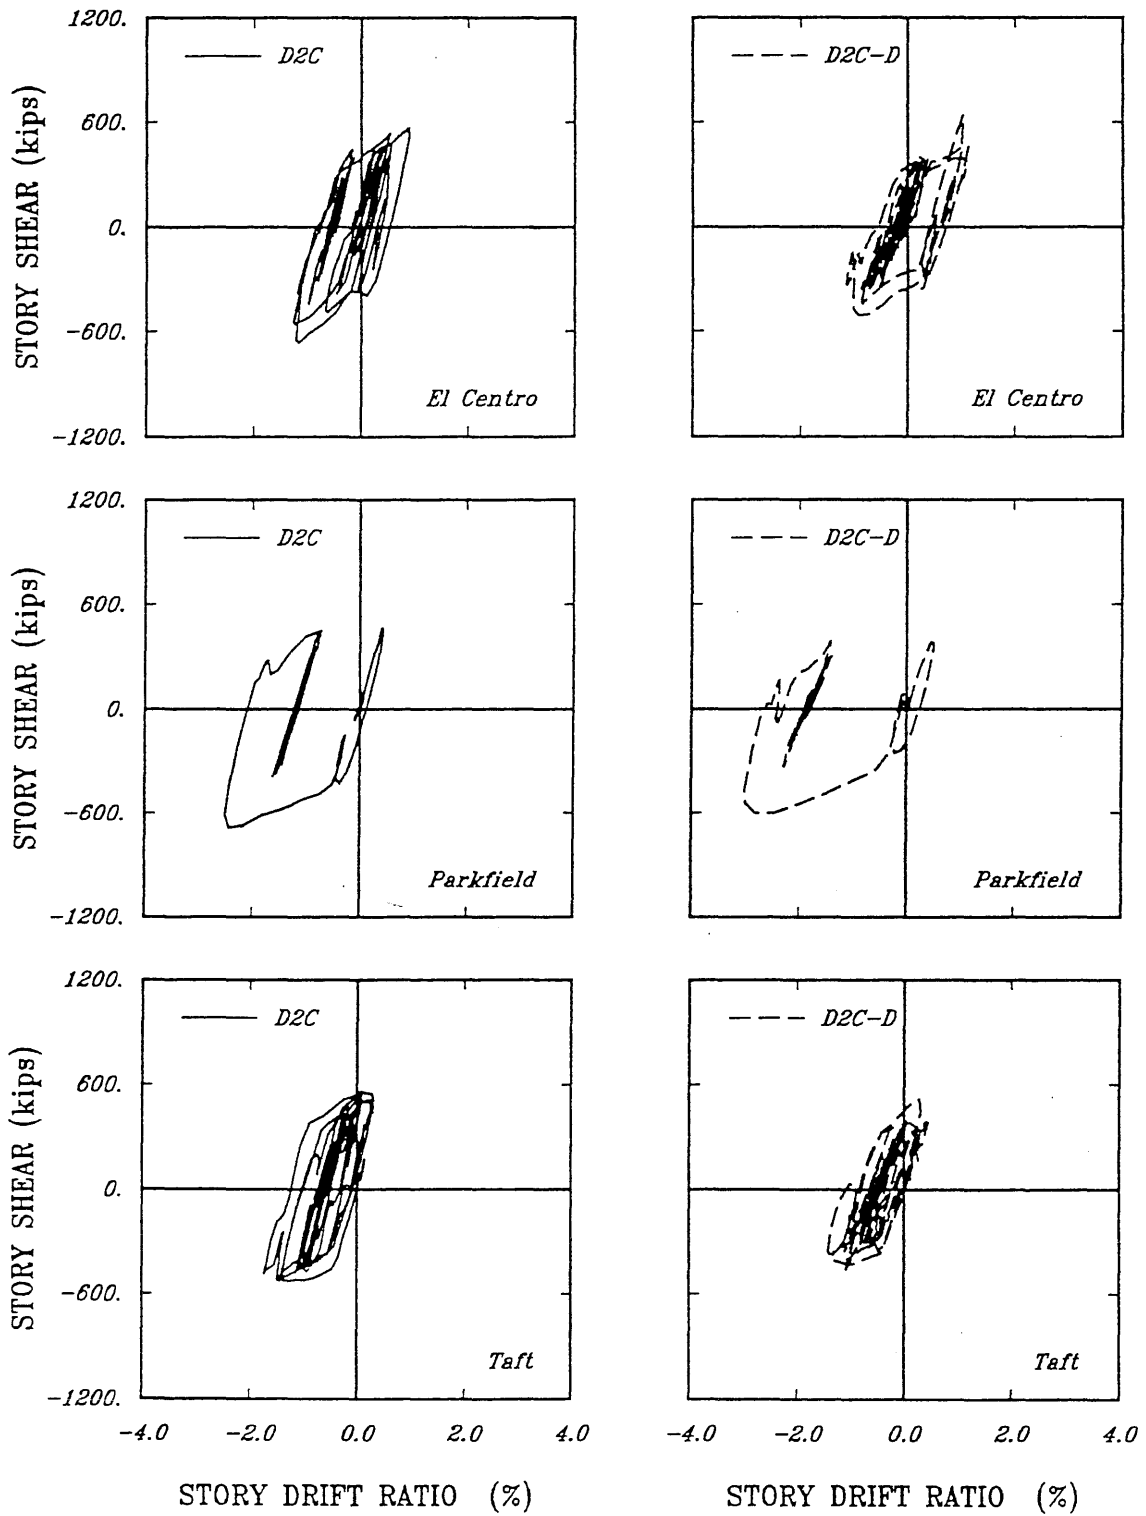 1200.
600.
0.
-600.
-1200.
STORY SHEAR (kips)
D2C
El Centro
D2C-D
El Centro
1200.
600.
0.
-600.
-1200.
STORY SHEAR (kips)
D2C
Parkfield
D2C-D
Parkfield
1200.
600.
0.
-600.
-1200.
STORY SHEAR (kips)
D2C
Taft
D2C-D
Taft
-4.0 -2.0 0.0 2.0 4.0
-4.0 -2.0 0.0 2.0 4.0
STORY DRIFT RATIO (%)
STORY DRIFT RATIO (%)